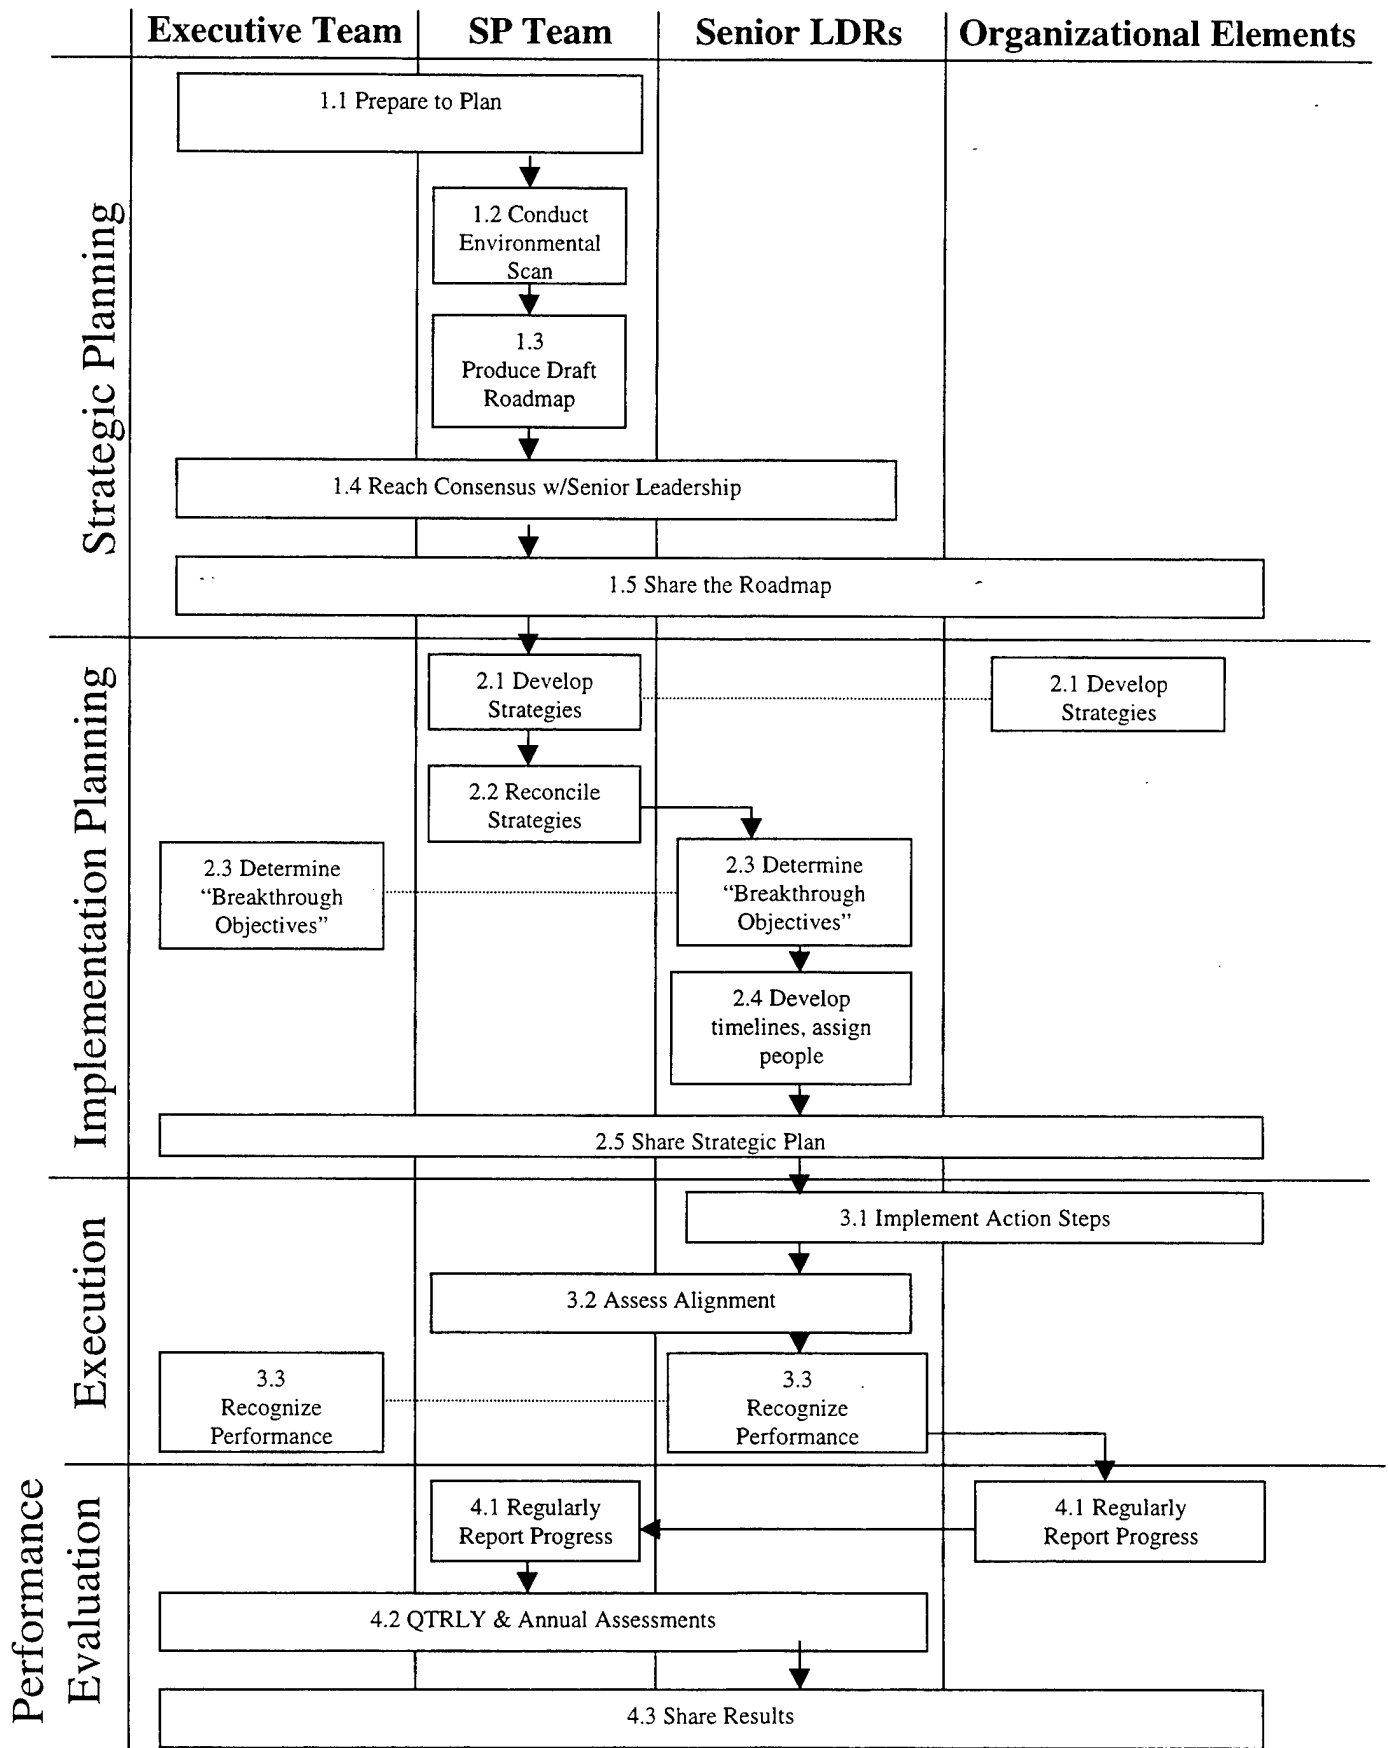 Executive Team
SP Team
Senior LDRs
Organizational Elements
Strategic Planning
1.1 Prepare to Plan
1.2 Conduct
Environmental
Scan
1.3
Produce Draft
Roadmap
1.4 Reach Consensus w/Senior Leadership
1.5 Share the Roadmap
Implementation Planning
2.1 Develop
Strategies
2.1 Develop
Strategies
2.2 Reconcile
Strategies
2.3 Determine
“Breakthrough
Objectives”
2.3 Determine
“Breakthrough
Objectives”
2.4 Develop
timelines, assign
people
2.5 Share Strategic Plan
Execution
3.1 Implement Action Steps
3.2 Assess Alignment
3.3
Recognize
Performance
3.3
Recognize
Performance
Performance
Evaluation
4.1 Regularly
Report Progress
4.1 Regularly
Report Progress
4.2 QTRLY & Annual Assessments
4.3 Share Results